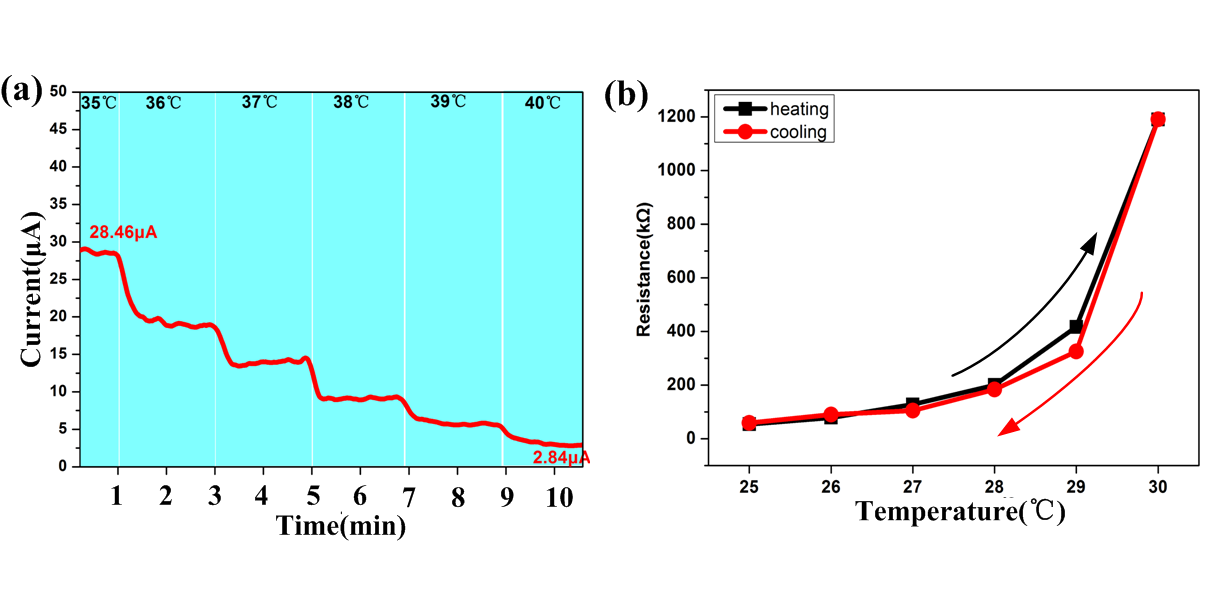 (a)
50
45
40
35
30
25
20
15
10
5
0
Current(μA)
35℃ 36℃ 37℃ 38℃ 39℃ 40℃
28.46μA
2.84μA
1 2 3 4 5 6 7 8 9 10
Time(min)
(b)
heating
cooling
1200
1000
800
600
400
200
0
Resistance(kΩ)
25 26 27 28 29 30
Temperature(℃)